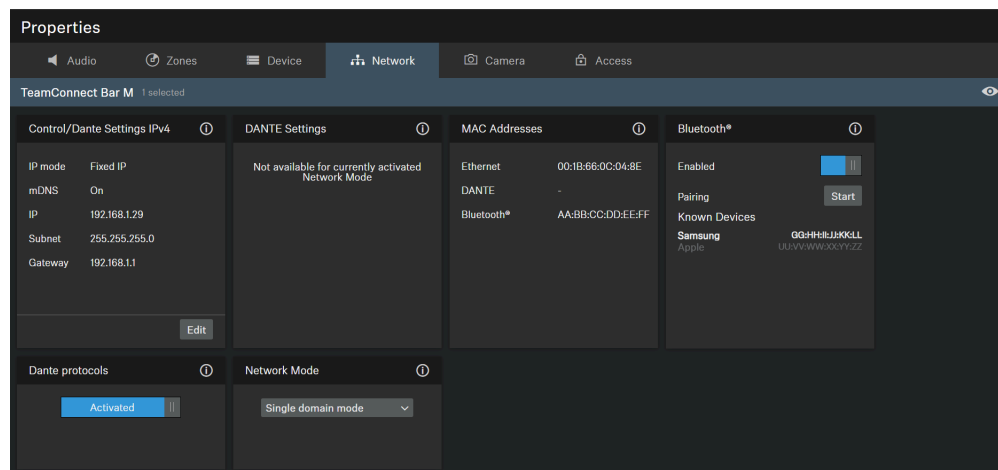 Properties
Audio
Zones
Device
Network
Camera
Access
TeamConnect Bar M 1 selected
Control/Dante Settings IPv4
IP mode Fixed IP
mDNS On
IP 192.168.1.29
Subnet 255.255.255.0
Gateway 192.168.1.1
Edit
DANTE Settings
Not available for currently activated
Network Mode
MAC Addresses
Ethernet 00:1B:66:0C:04:8E
DANTE -
Bluetooth® AA:BB:CC:DD:EE:FF
Bluetooth®
Enabled
Pairing Start
Known Devices
Samsung GG:HH:II:JJ:KK:LL
Apple UU:VV:WW:XX:YY:ZZ
Dante protocols
Activated
Network Mode
Single domain mode